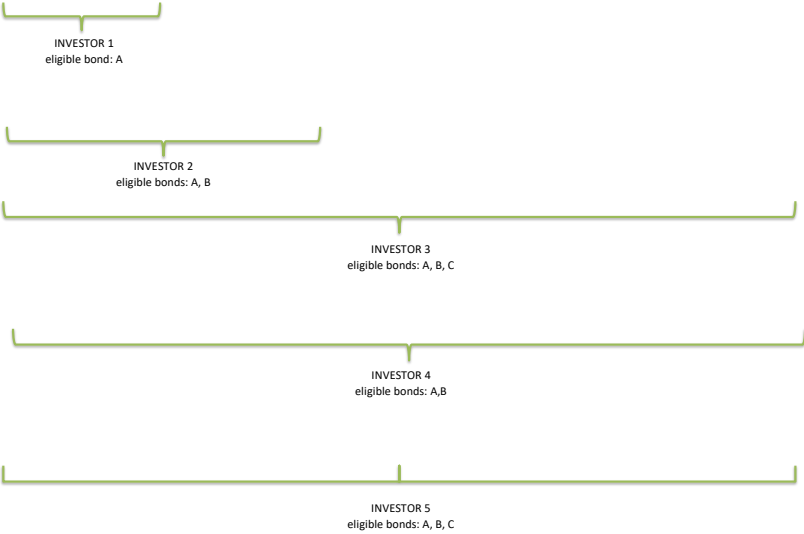 INVESTOR 1
eligible bond: A
INVESTOR 2
eligible bonds: A, B
INVESTOR 3
eligible bonds: A, B, C
INVESTOR 4
eligible bonds: A,B
INVESTOR 5
eligible bonds: A, B, C